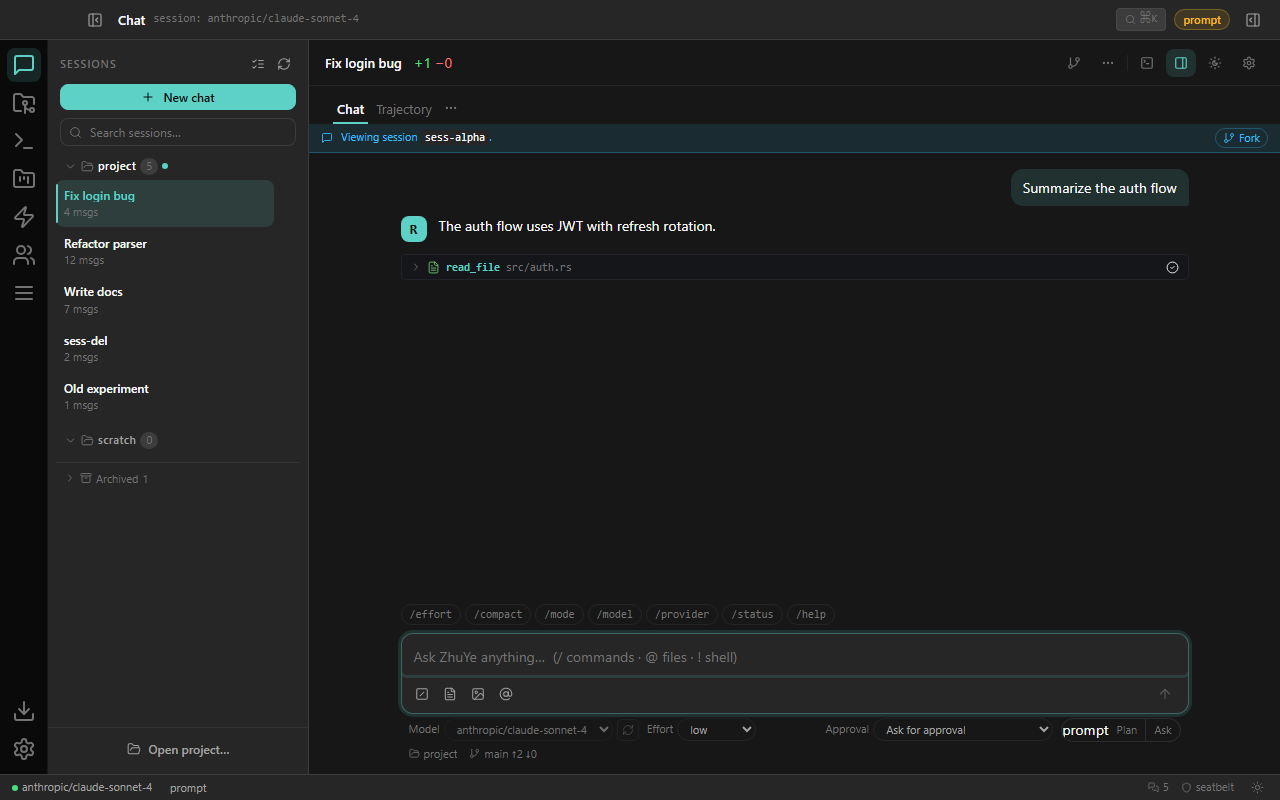 Chat session: anthropic/claude-sonnet-4
⌘K
prompt
SESSIONS
+ New chat
Search sessions...
project 5
Fix login bug
4 msgs
Refactor parser
12 msgs
Write docs
7 msgs
sess-del
2 msgs
Old experiment
1 msgs
scratch 0
Archived 1
Open project...
Fix login bug +1 −0
Chat Trajectory ···
Viewing session sess-alpha .
Fork
Summarize the auth flow
R The auth flow uses JWT with refresh rotation.
read_file src/auth.rs
/effort /compact /mode /model /provider /status /help
Ask ZhuYe anything... (/ commands · @ files · ! shell)
Model anthropic/claude-sonnet-4 Effort low Approval Ask for approval prompt Plan Ask
project main ↑2 ↓0
anthropic/claude-sonnet-4 prompt
5 seatbelt